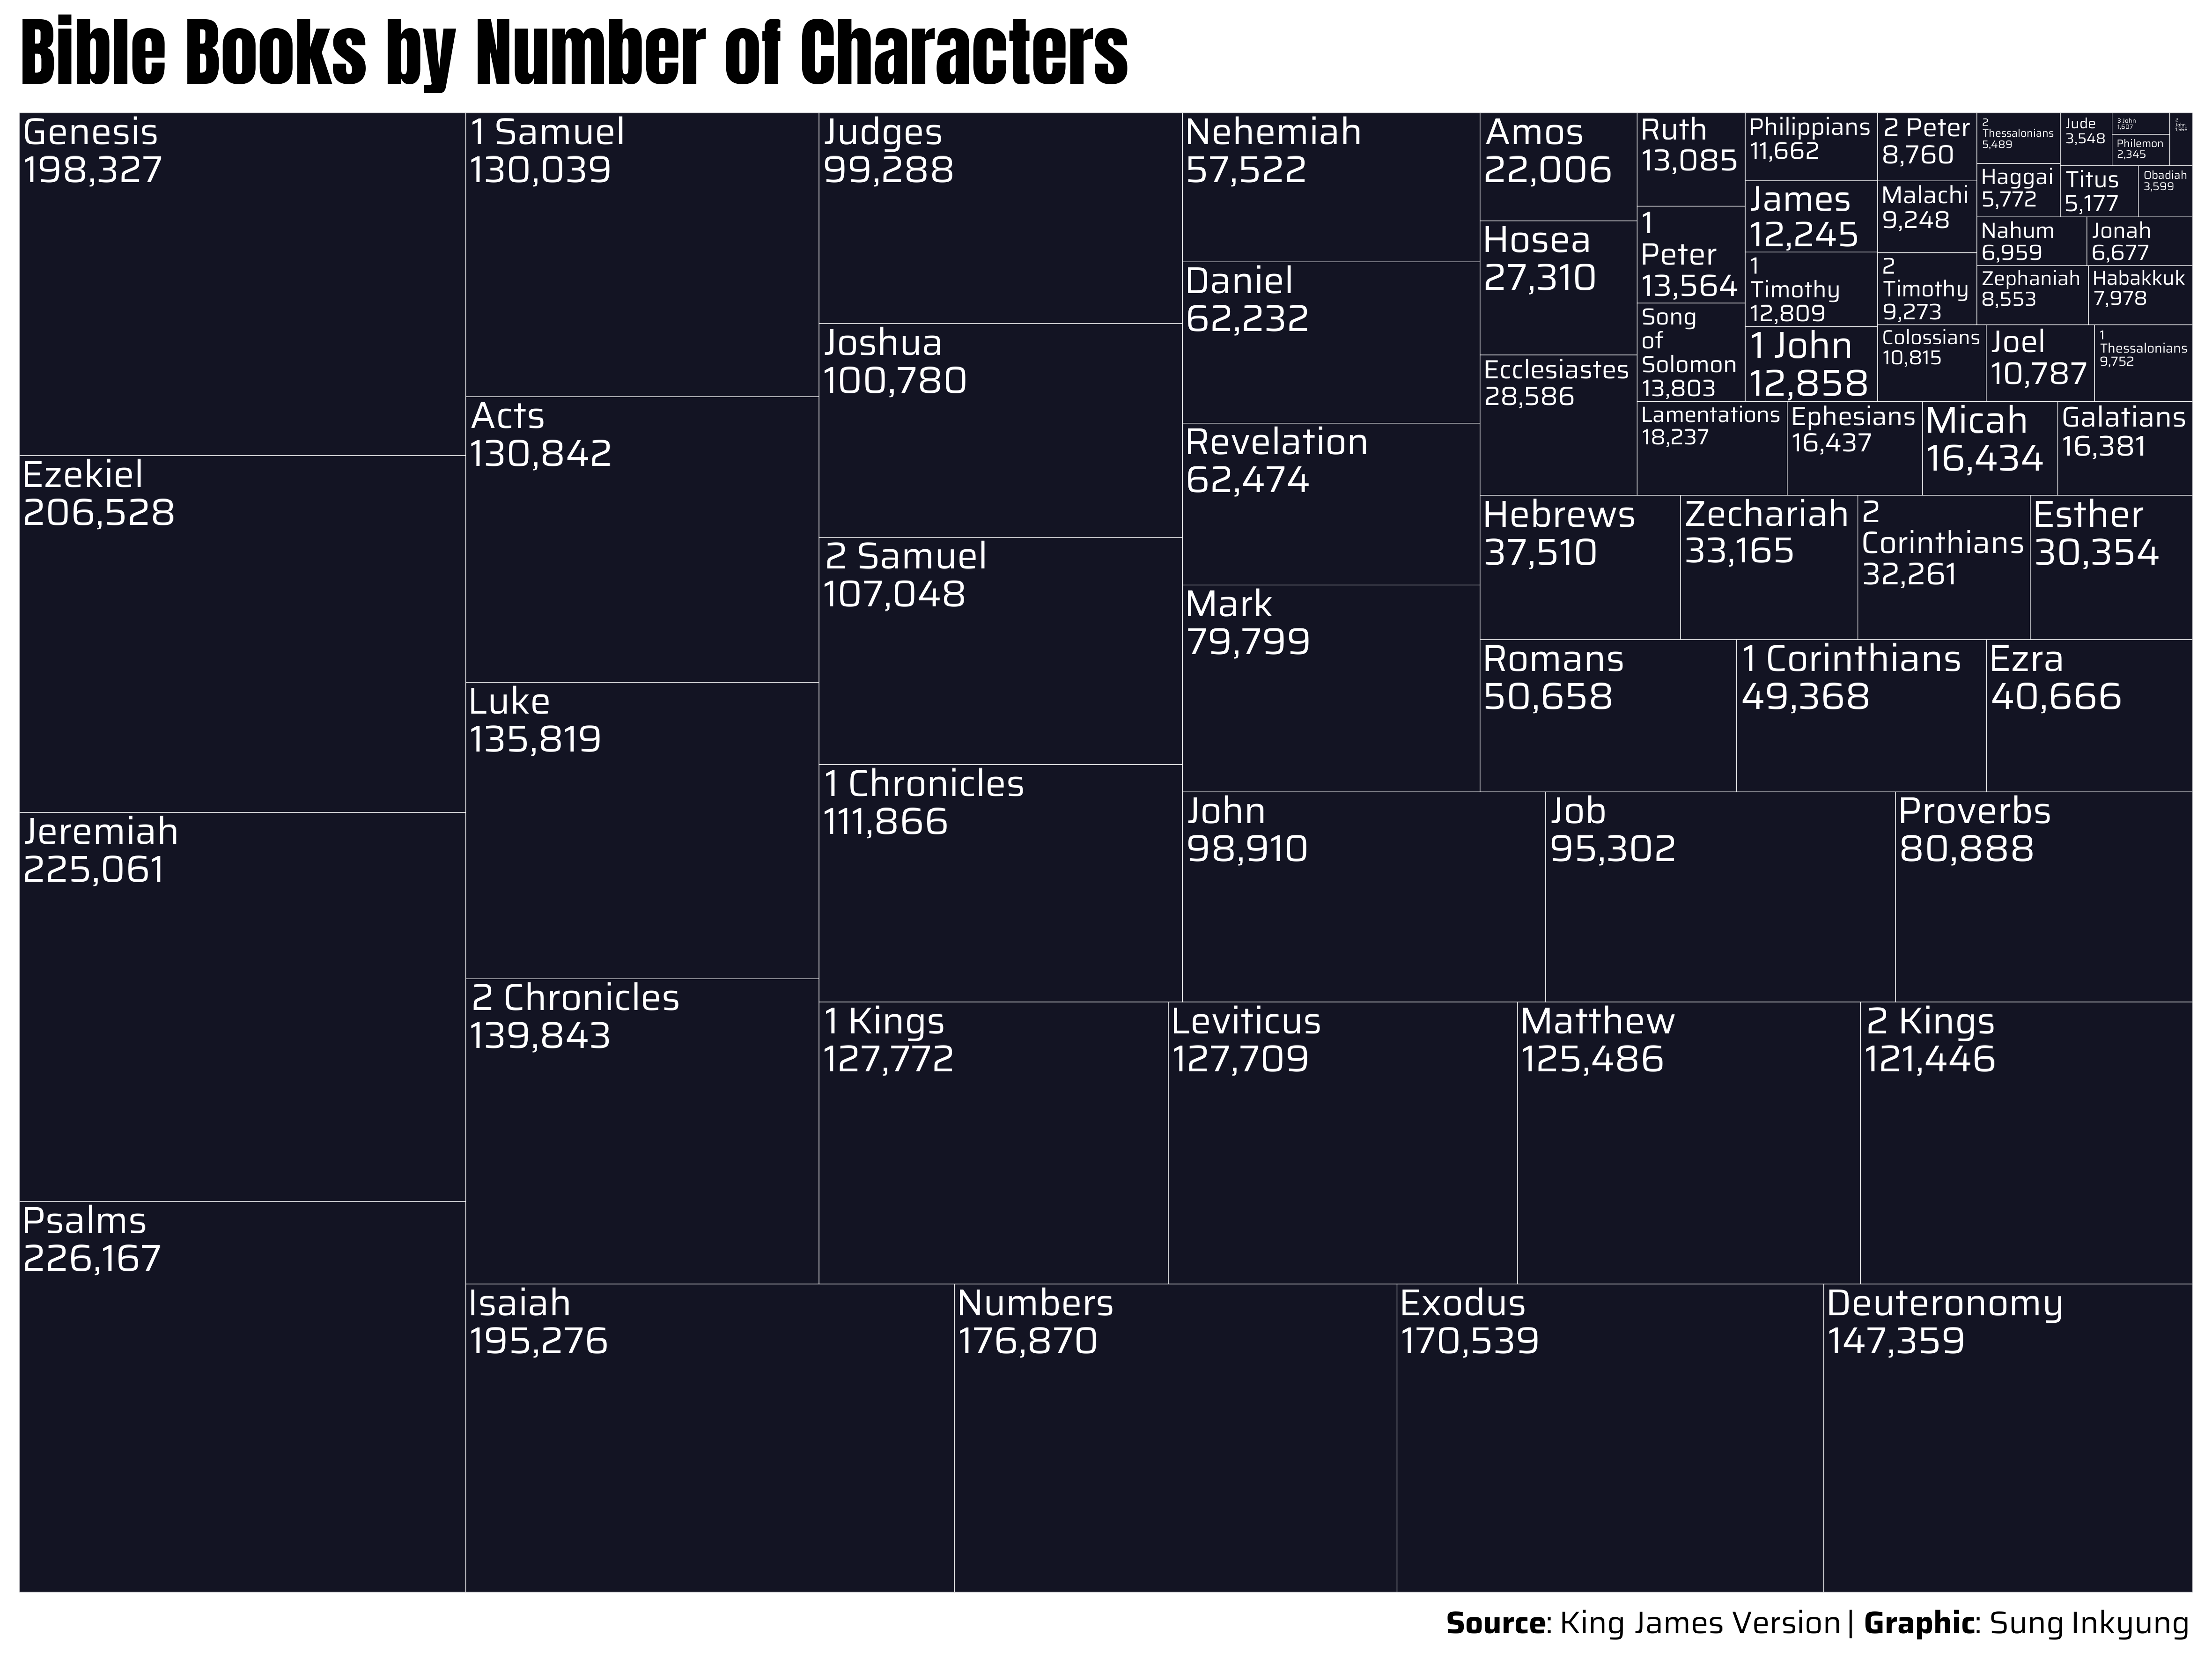 Bible Books by Number of Characters
Genesis
198,327
Ezekiel
206,528
Jeremiah
225,061
Psalms
226,167
1 Samuel
130,039
Acts
130,842
Luke
135,819
2 Chronicles
139,843
Isaiah
195,276
Numbers
176,870
Exodus
170,539
Deuteronomy
147,359
Judges
99,288
Joshua
100,780
2 Samuel
107,048
1 Chronicles
111,866
1 Kings
127,772
Leviticus
127,709
Matthew
125,486
2 Kings
121,446
Nehemiah
57,522
Daniel
62,232
Revelation
62,474
Mark
79,799
John
98,910
Job
95,302
Proverbs
80,888
Amos
22,006
Hosea
27,310
Ecclesiastes
28,586
Hebrews
37,510
Zechariah
33,165
2
Corinthians
32,261
Esther
30,354
Romans
50,658
1 Corinthians
49,368
Ezra
40,666
Ruth
13,085
1
Peter
13,564
Song
of
Solomon
13,803
Lamentations
18,237
Ephesians
16,437
Micah
16,434
Galatians
16,381
Philippians
11,662
James
12,245
1
Timothy
12,809
1 John
12,858
2 Peter
8,760
Malachi
9,248
2
Timothy
9,273
Colossians
10,815
Joel
10,787
1
Thessalonians
9,752
2
Thessalonians
5,489
Haggai
5,772
Nahum
6,959
Jonah
6,677
Zephaniah
8,553
Habakkuk
7,978
Jude
3,548
Titus
5,177
Obadiah
3,599
3 John
1,607
Philemon
2,345
2
John
1,566
Source: King James Version | Graphic: Sung Inkyung